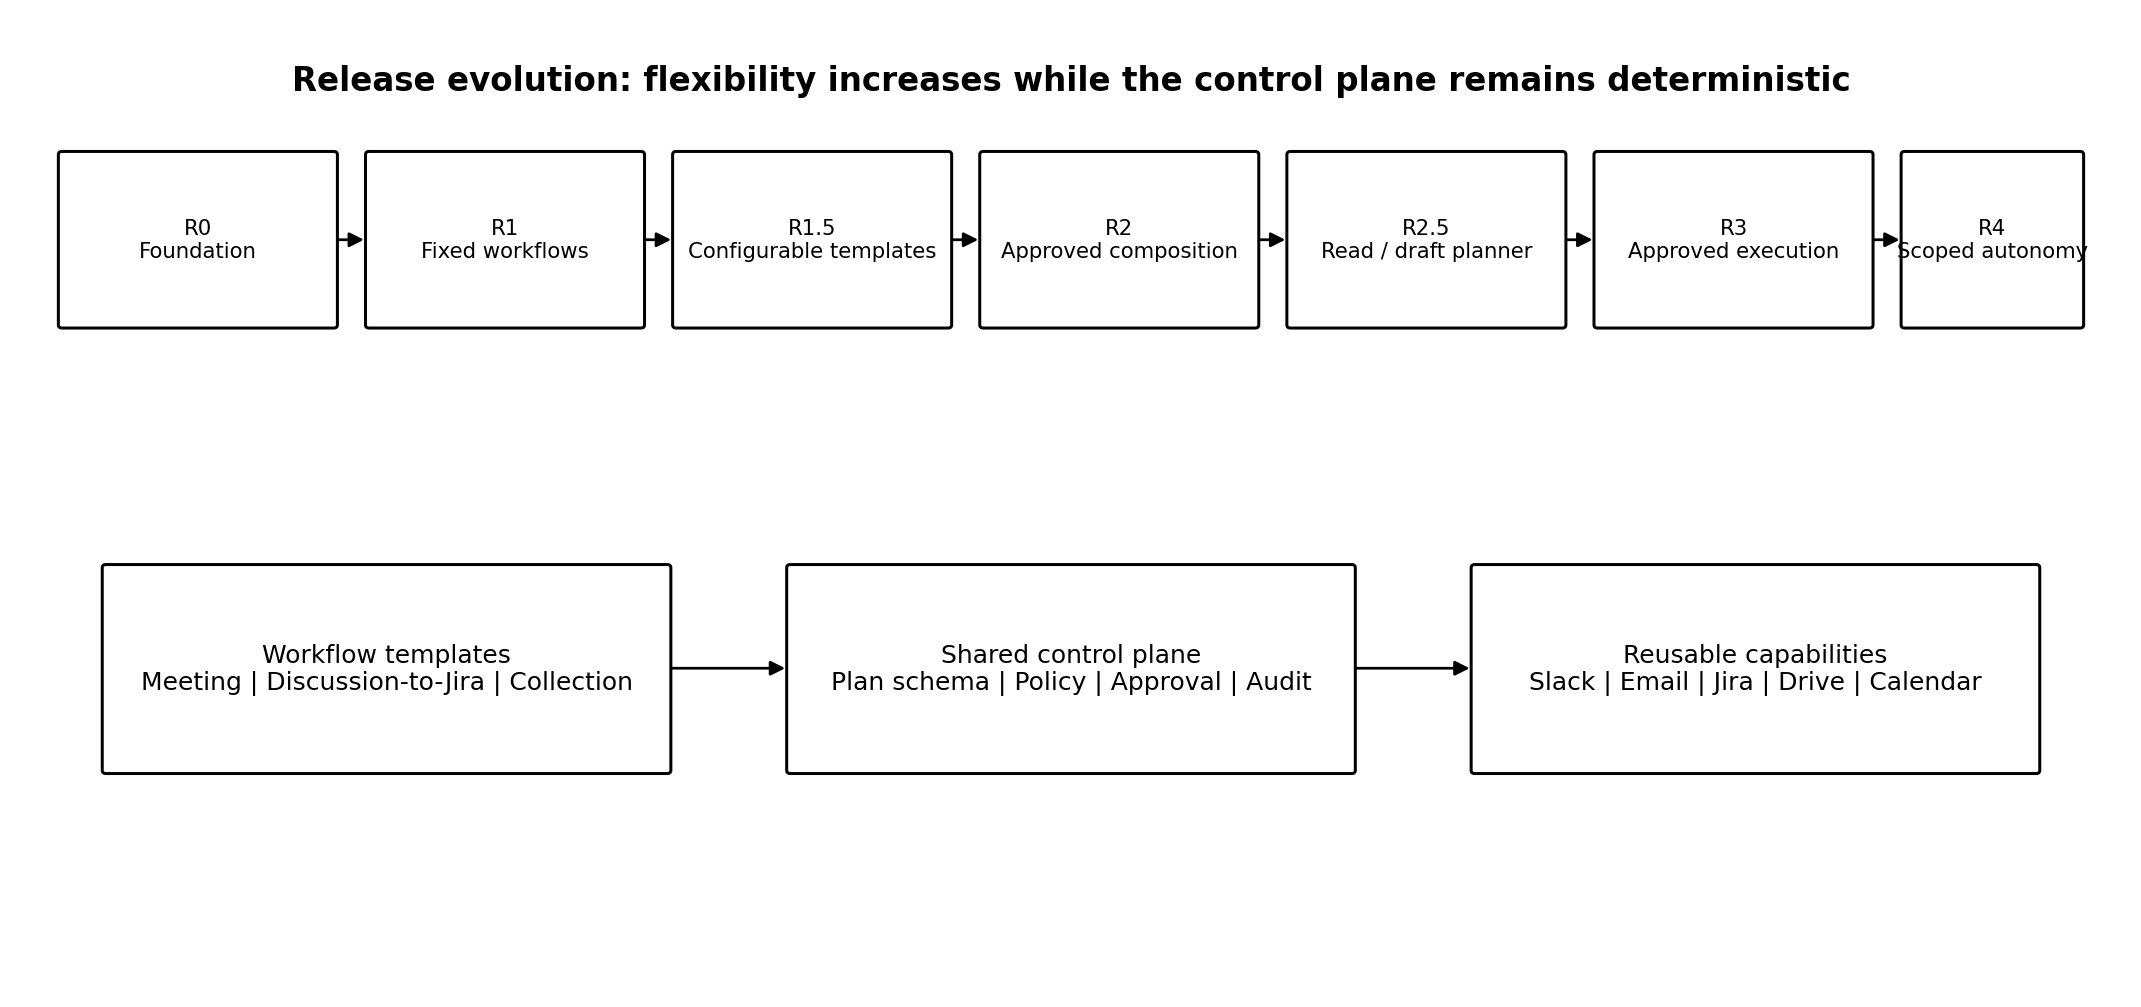 Release evolution: flexibility increases while the control plane remains deterministic
R0
Foundation
R1
Fixed workflows
R1.5
Configurable templates
R2
Approved composition
R2.5
Read / draft planner
R3
Approved execution
R4
Scoped autonomy
Workflow templates
Meeting | Discussion-to-Jira | Collection
Shared control plane
Plan schema | Policy | Approval | Audit
Reusable capabilities
Slack | Email | Jira | Drive | Calendar